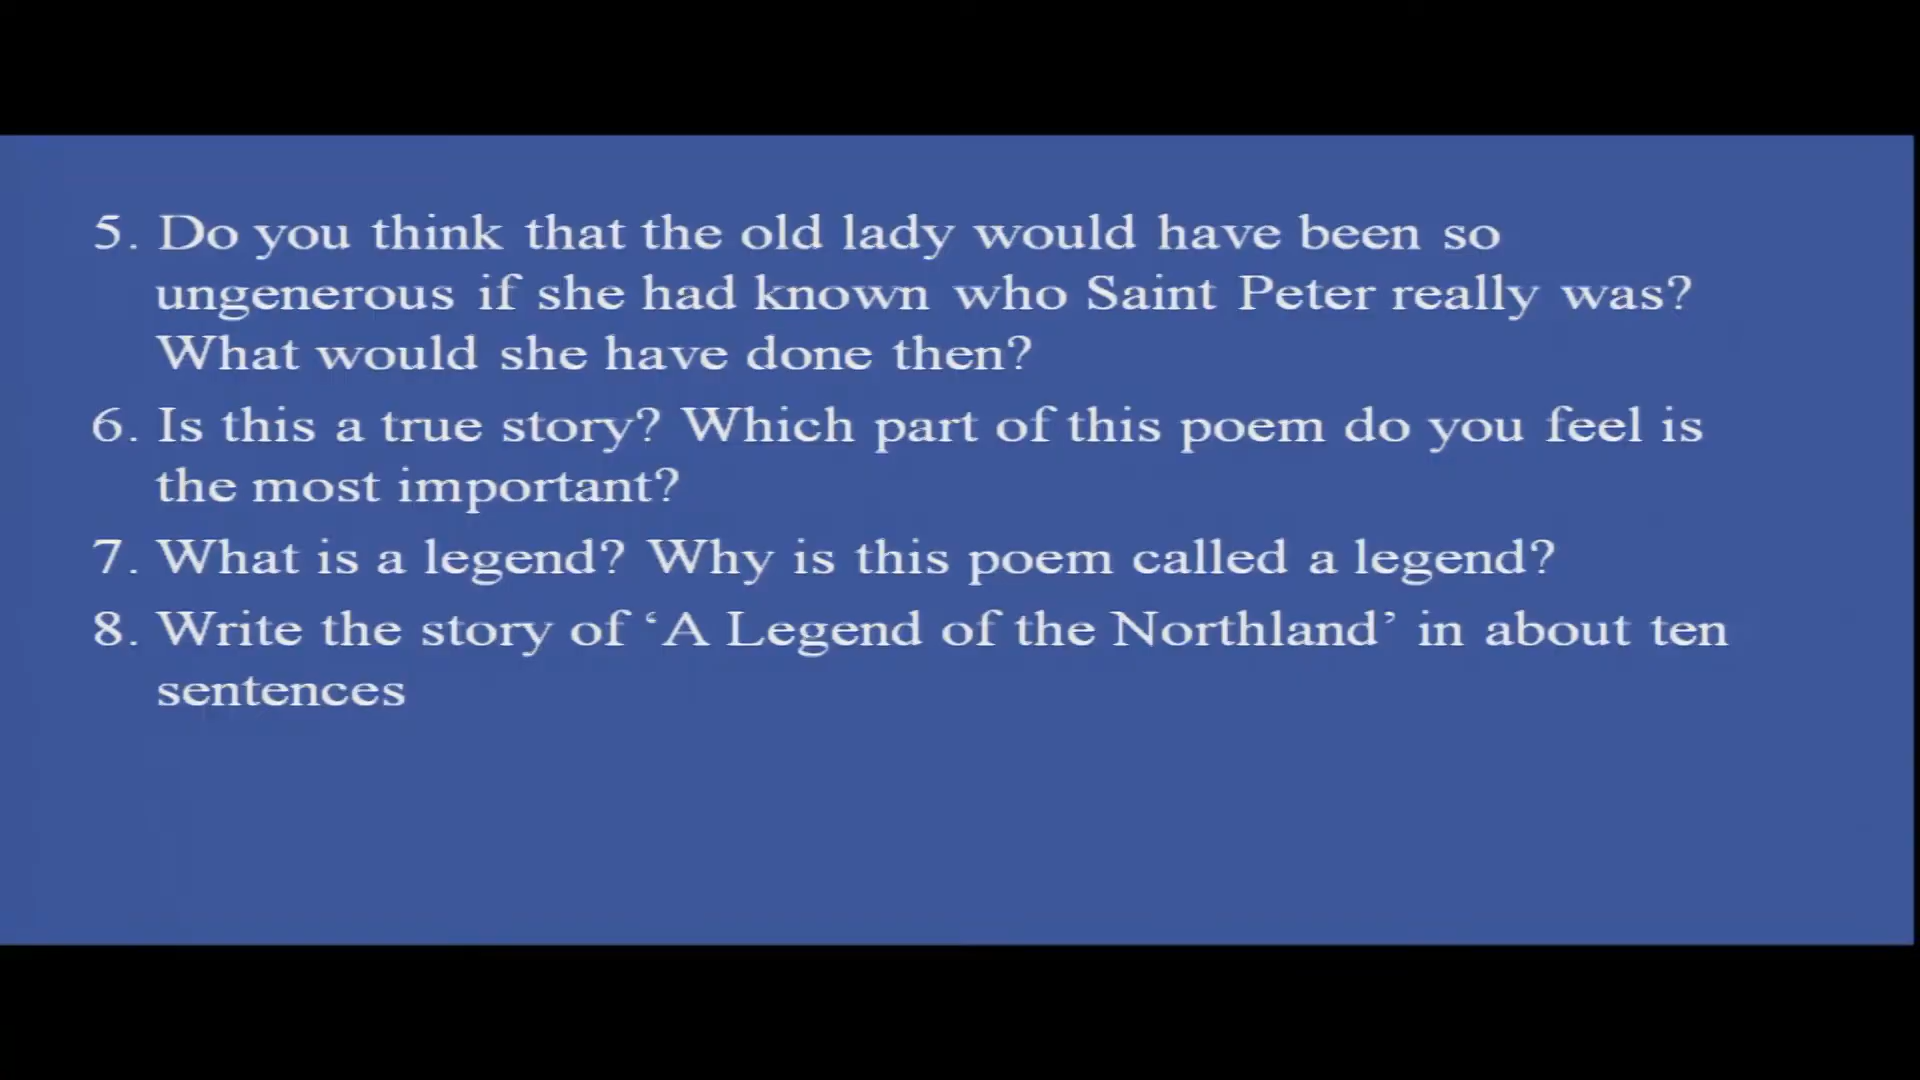 5. Do you think that the old lady would have been so
ungenerous if she had known who Saint Peter really was?
What would she have done then?
6. Is this a true story? Which part of this poem do you feel is
the most important?
7. What is a legend? Why is this poem called a legend?
8. Write the story of ‘A Legend of the Northland’ in about ten
sentences